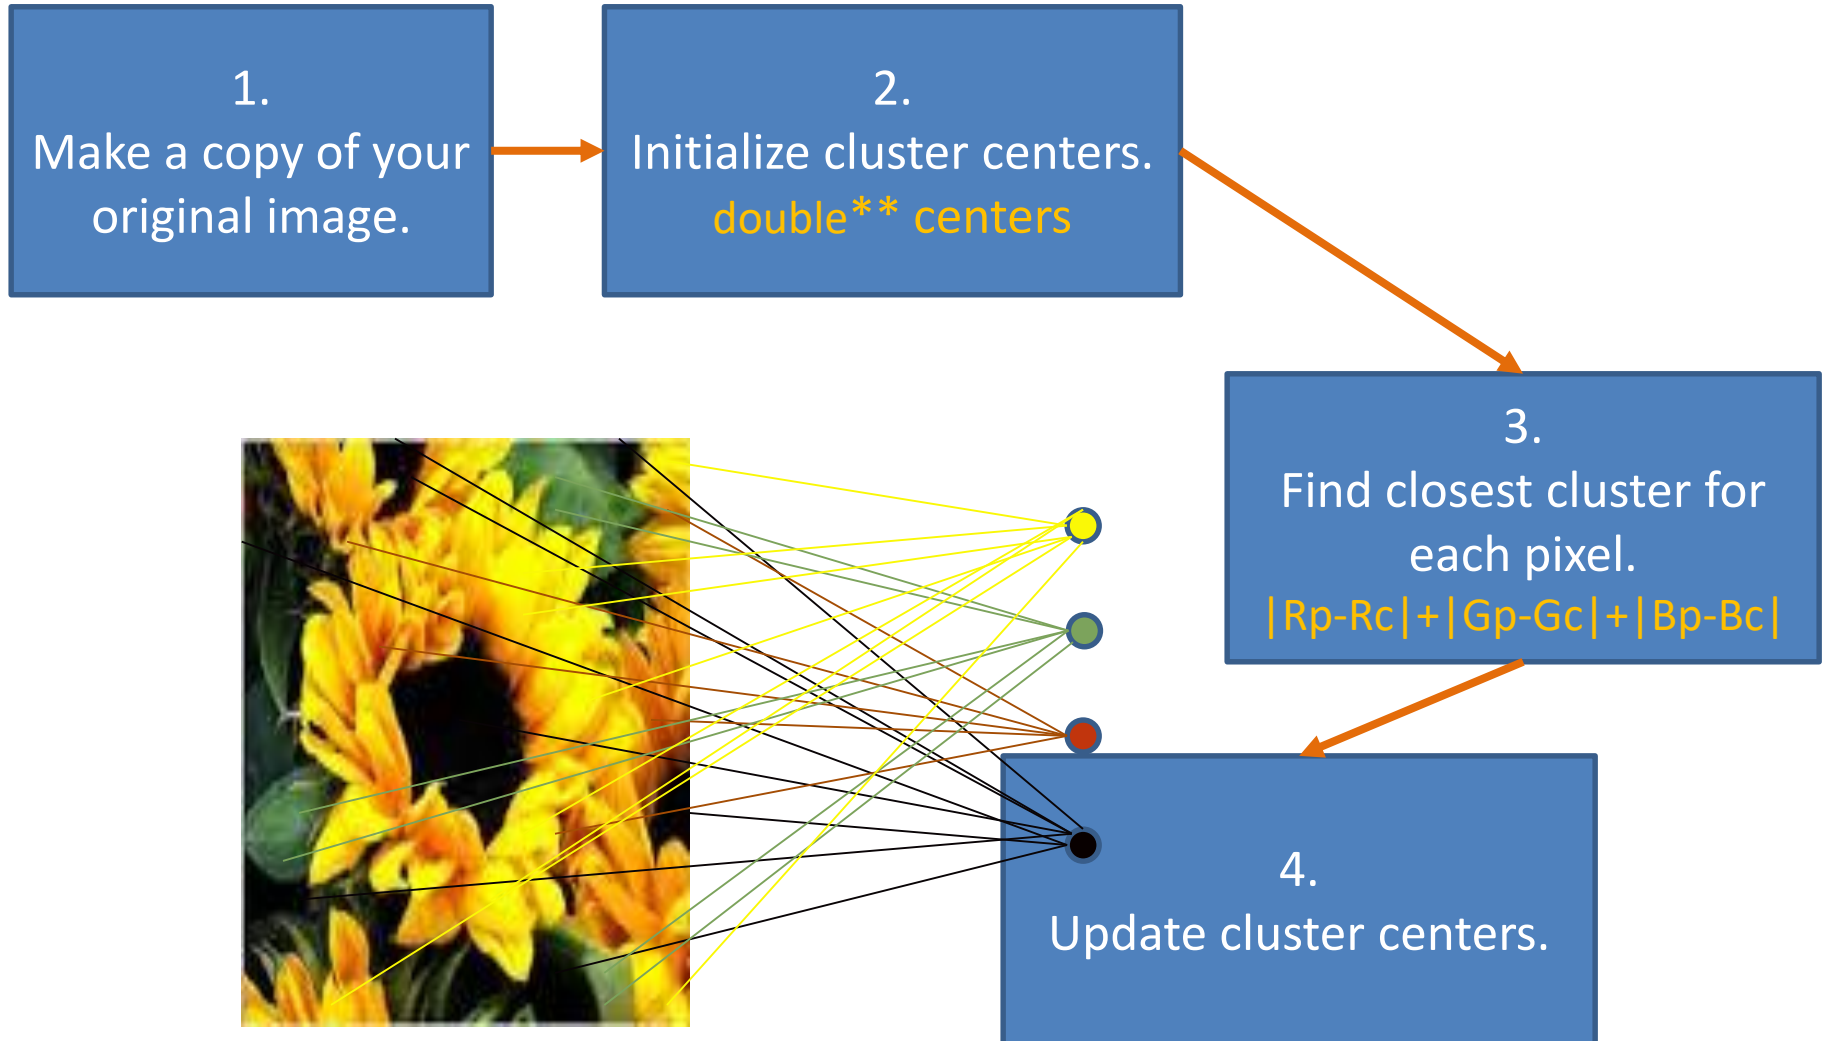 1.
Make a copy of your
original image.
2.
Initialize cluster centers.
double** centers
3.
Find closest cluster for
each pixel.
|Rp-Rc|+|Gp-Gc|+|Bp-Bc|
4.
Update cluster centers.